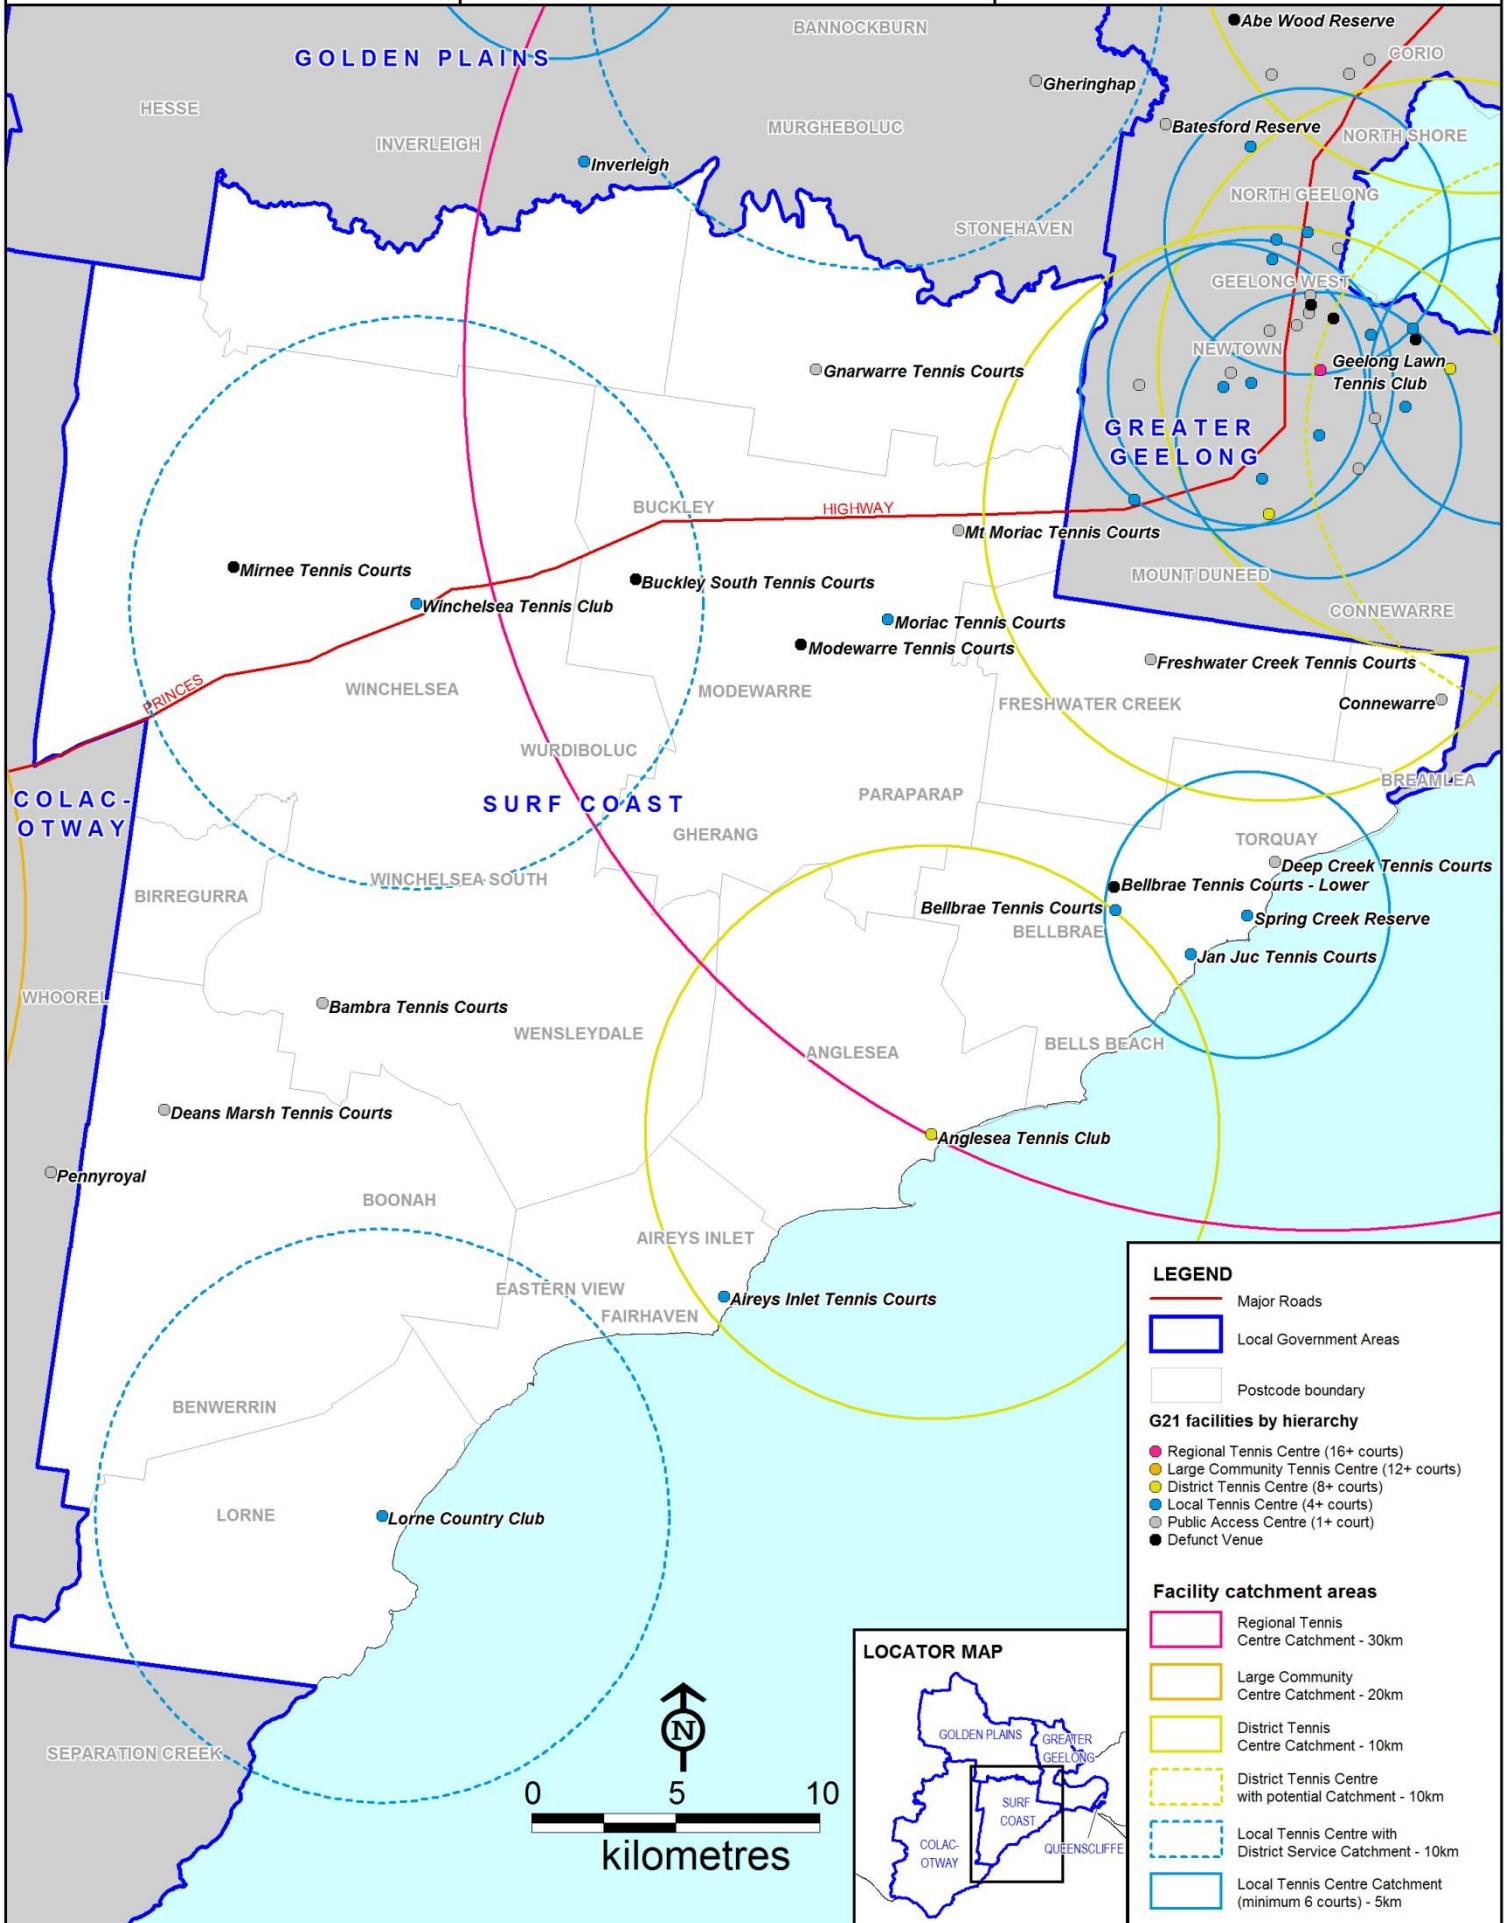 Abe Wood Reserve
BANNOCKBURN
GOLDEN PLAINS
CORIO
Gheringhap
HESSE
Batesford Reserve
MURGHEBOLUC
NORTH SHORE
INVERLEIGH
Inverleigh
NORTH GEELONG
STONEHAVEN
GEELONG WEST
NEWTOWN
Geelong Lawn
Tennis Club
Gnarwarre Tennis Courts
GREATER
GEELONG
BUCKLEY
HIGHWAY
Mt Moriac Tennis Courts
Mirnee Tennis Courts
Buckley South Tennis Courts
MOUNT DUNEED
Winchelsea Tennis Club
CONNEWARRE
Moriac Tennis Courts
Modewarre Tennis Courts
Freshwater Creek Tennis Courts
PRINCES
WINCHELSEA
MODEWARRE
FRESHWATER CREEK
Connewarre
WURDIBOLUC
BREAMLEA
COLAC-
OTWAY
SURF COAST
PARAPARAP
GHERANG
TORQUAY
Deep Creek Tennis Courts
WINCHELSEA SOUTH
Bellbrae Tennis Courts - Lower
BIRREGURRA
Bellbrae Tennis Courts
Spring Creek Reserve
BELLBRAE
Jan Juc Tennis Courts
WHOOREL
Bambra Tennis Courts
WENSLEYDALE
ANGLESEA
BELLS BEACH
Deans Marsh Tennis Courts
Anglesea Tennis Club
Pennyroyal
BOONAH
AIREYS INLET
EASTERN VIEW
Aireys Inlet Tennis Courts
FAIRHAVEN
BENWERRIN
LORNE
Lorne Country Club
SEPARATION CREEK
N
0 5 10
kilometres
LOCATOR MAP
GOLDEN PLAINS
GREATER
GEELONG
SURF
COAST
COLAC-
OTWAY
QUEENSCLIFFE
LEGEND
Major Roads
Local Government Areas
Postcode boundary
G21 facilities by hierarchy
Regional Tennis Centre (16+ courts)
Large Community Tennis Centre (12+ courts)
District Tennis Centre (8+ courts)
Local Tennis Centre (4+ courts)
Public Access Centre (1+ court)
Defunct Venue
Facility catchment areas
Regional Tennis
Centre Catchment - 30km
Large Community
Centre Catchment - 20km
District Tennis
Centre Catchment - 10km
District Tennis Centre
with potential Catchment - 10km
Local Tennis Centre with
District Service Catchment - 10km
Local Tennis Centre Catchment
(minimum 6 courts) - 5km